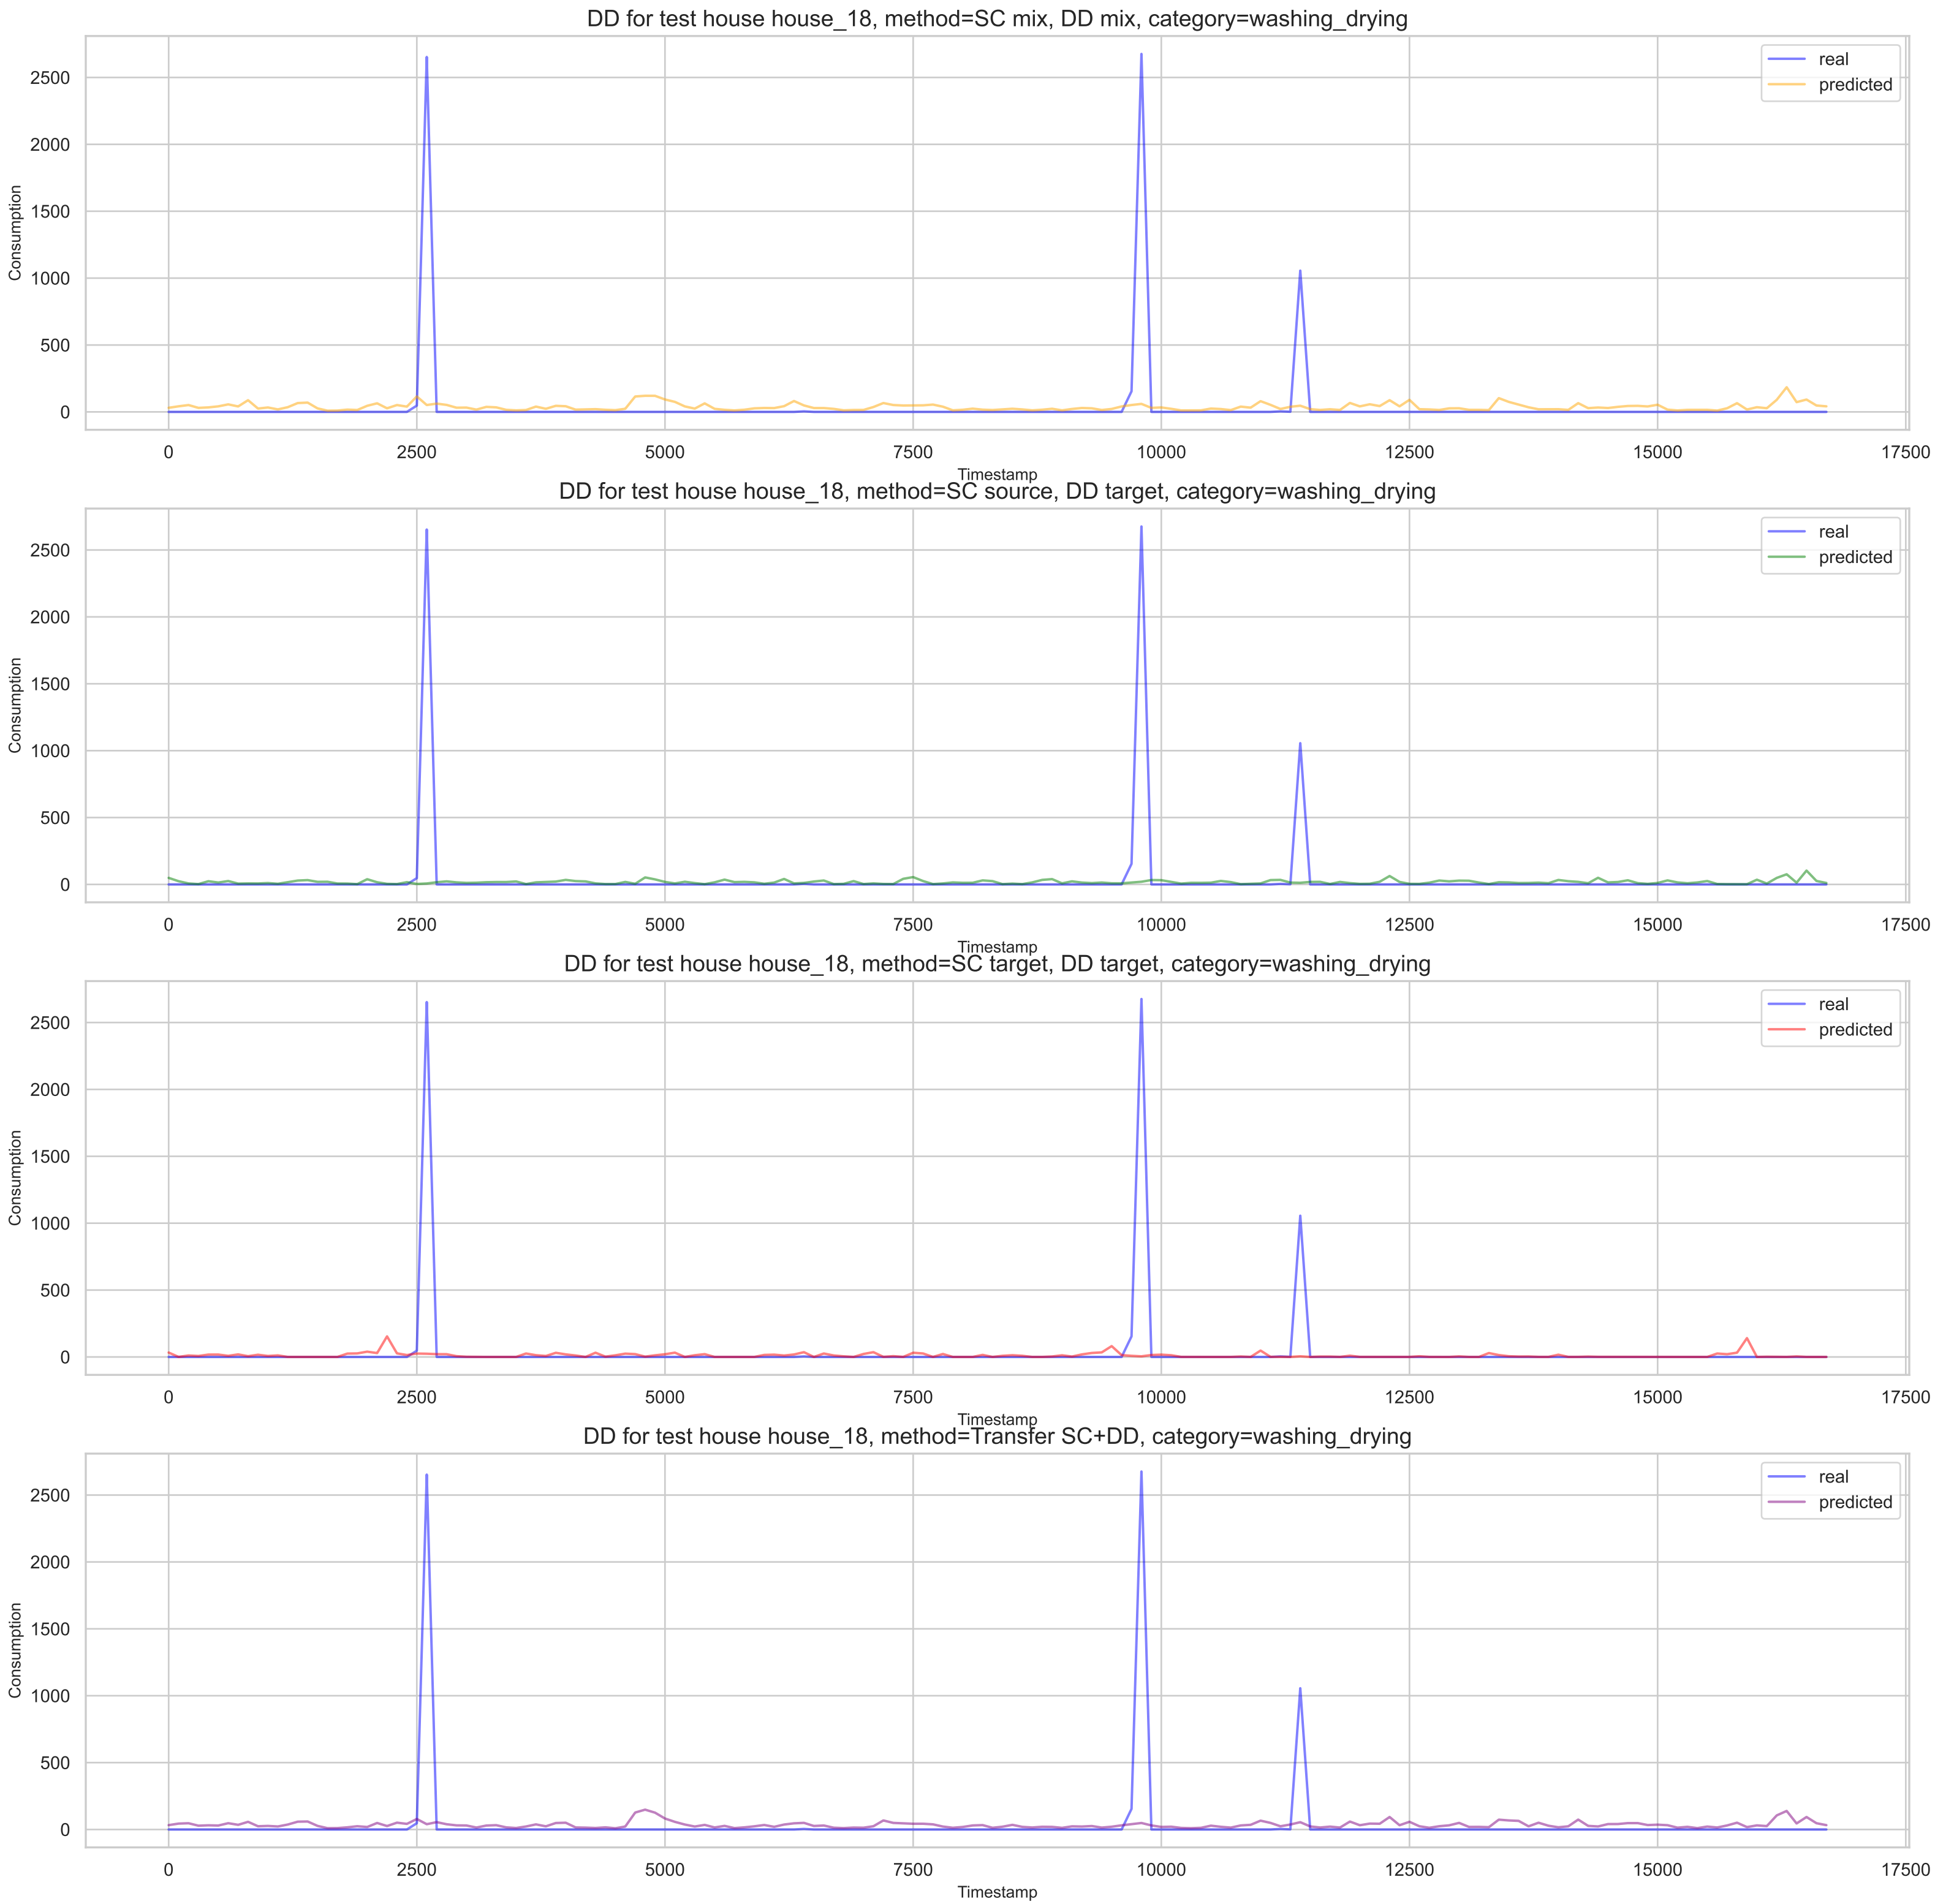 DD for test house house_18, method=SC mix, DD mix, category=washing_drying
real
predicted
2500
2000
1500
1000
500
0
Consumption
0 2500 5000 7500 10000 12500 15000 17500
Timestamp
DD for test house house_18, method=SC source, DD target, category=washing_drying
real
predicted
2500
2000
1500
1000
500
0
Consumption
0 2500 5000 7500 10000 12500 15000 17500
Timestamp
DD for test house house_18, method=SC target, DD target, category=washing_drying
real
predicted
2500
2000
1500
1000
500
0
Consumption
0 2500 5000 7500 10000 12500 15000 17500
Timestamp
DD for test house house_18, method=Transfer SC+DD, category=washing_drying
real
predicted
2500
2000
1500
1000
500
0
Consumption
0 2500 5000 7500 10000 12500 15000 17500
Timestamp